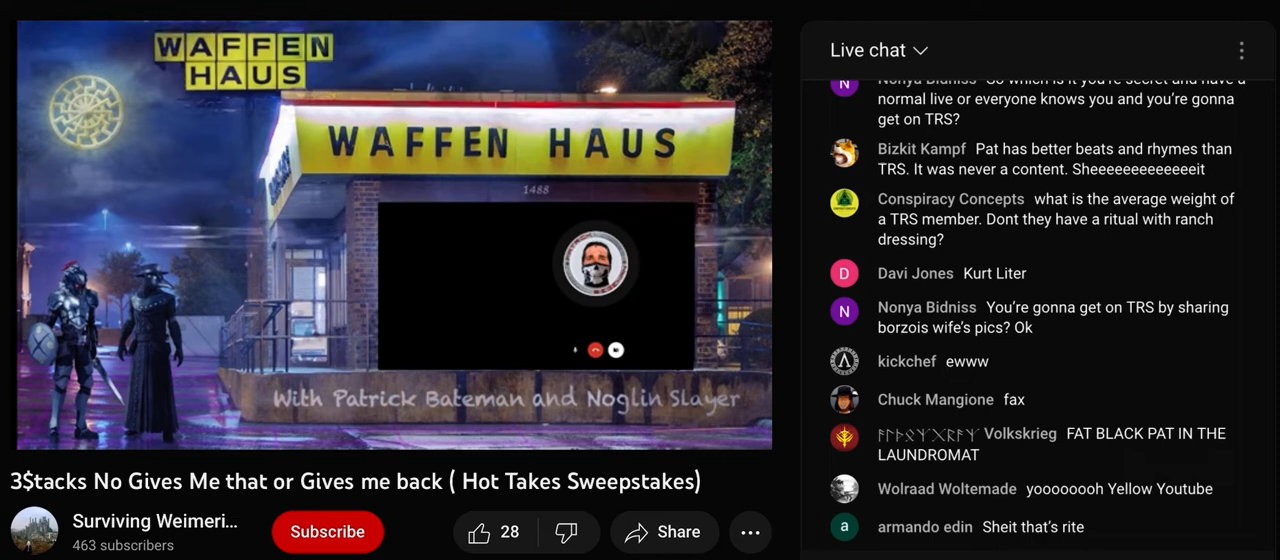 WAFFEN
HAUS
WAFFEN HAUS
1488
With Patrick Bateman and Noglin Slayer
3$tacks No Gives Me that or Gives me back ( Hot Takes Sweepstakes)
Surviving Weimeri...
463 subscribers
Subscribe
28
Share
Live chat
N
Nonya Bidniss So which is it you're secret and have a
normal live or everyone knows you and you're gonna
get on TRS?
Bizkit Kampf Pat has better beats and rhymes than
TRS. It was never a content. Sheeeeeeeeeeeeit
Conspiracy Concepts what is the average weight of
a TRS member. Dont they have a ritual with ranch
dressing?
D
Davi Jones Kurt Liter
N
Nonya Bidniss You're gonna get on TRS by sharing
borzois wife's pics? Ok
kickchef ewww
Chuck Mangione fax
Volkskrieg FAT BLACK PAT IN THE
LAUNDROMAT
Wolraad Woltemade yooooooh Yellow Youtube
a
armando edin Sheit that's rite